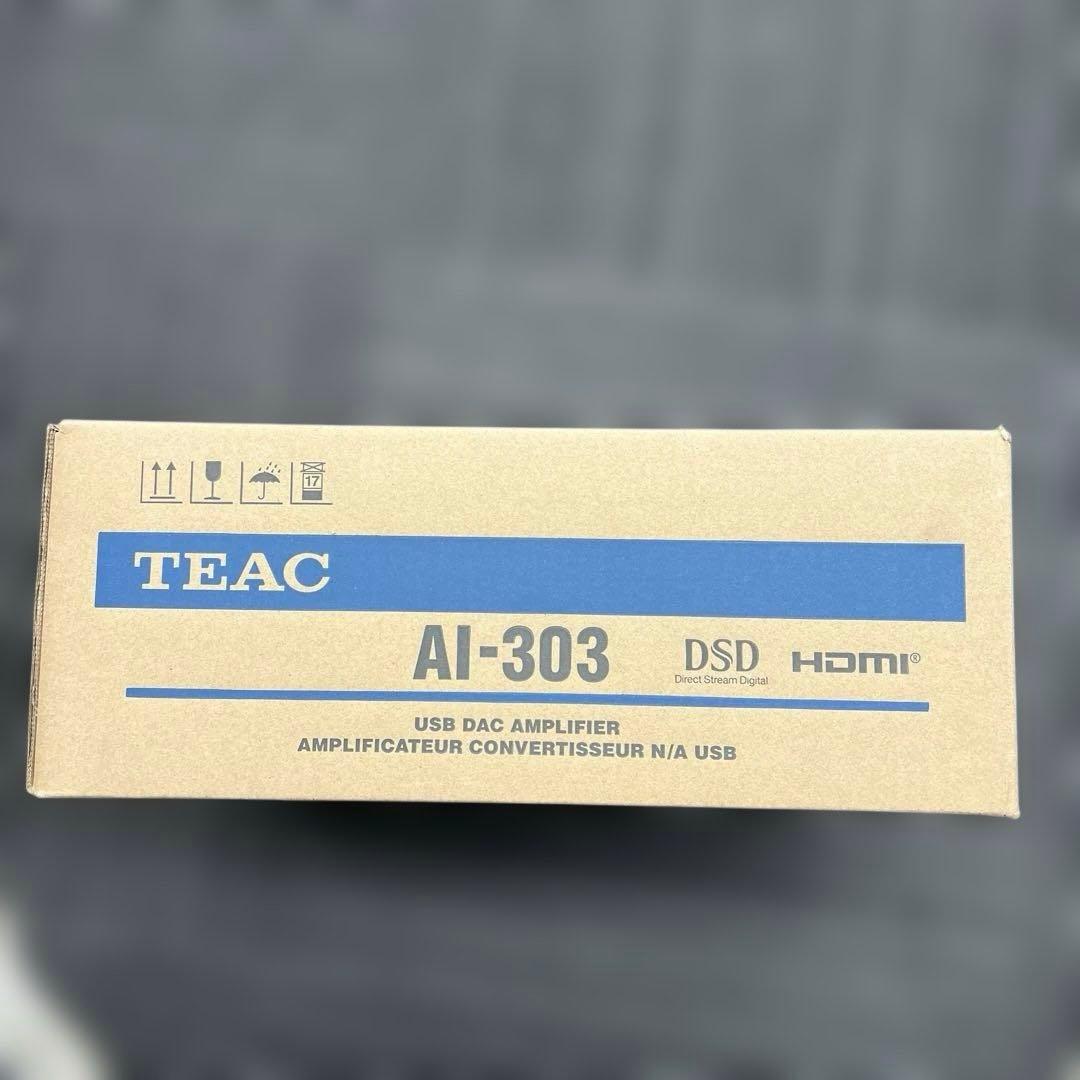 17
TEAC
AI-303 DSD HDMI®
Direct Stream Digital
USB DAC AMPLIFIER
AMPLIFICATEUR CONVERTISSEUR N/A USB